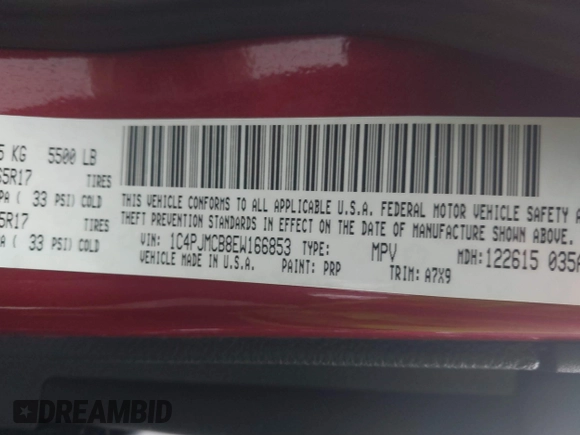 5 KG 5500 LB
5R17 TIRES
PA ( 33 PSI) COLD
5R17 TIRES
A ( 33 PSI) COLD
THIS VEHICLE CONFORMS TO ALL APPLICABLE U.S.A. FEDERAL MOTOR VEHICLE SAFETY A
THEFT PREVENTION STANDARDS IN EFFECT ON THE DATE OF MANUFACTURE SHOWN ABOVE.
VIN: 1C4PJMCB8EW166853 TYPE: MPV MDH: 122615 035A
VEHICLE MADE IN U.S.A. PAINT: PRP TRIM: A7X9
DREAMBID